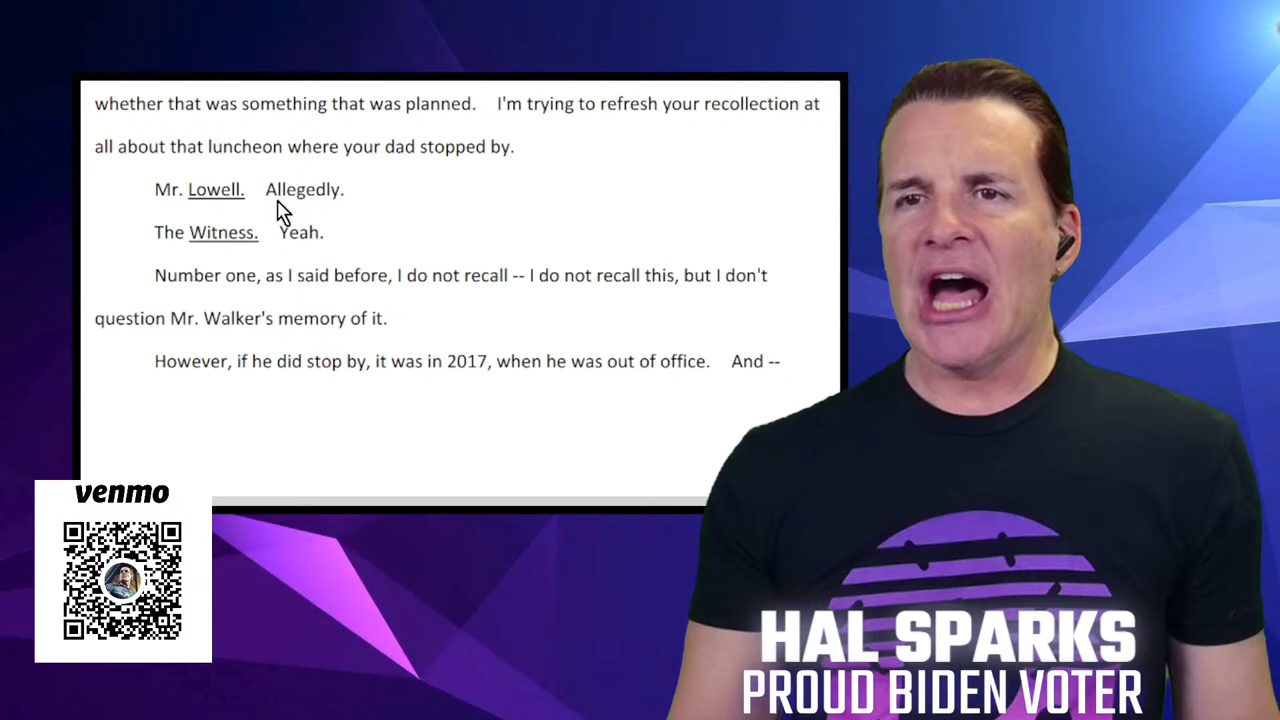 whether that was something that was planned. I'm trying to refresh your recollection at
all about that luncheon where your dad stopped by.
Mr. Lowell. Allegedly.
The Witness. Yeah.
Number one, as I said before, I do not recall -- I do not recall this, but I don't
question Mr. Walker's memory of it.
However, if he did stop by, it was in 2017, when he was out of office. And --
venmo
HAL SPARKS
PROUD BIDEN VOTER